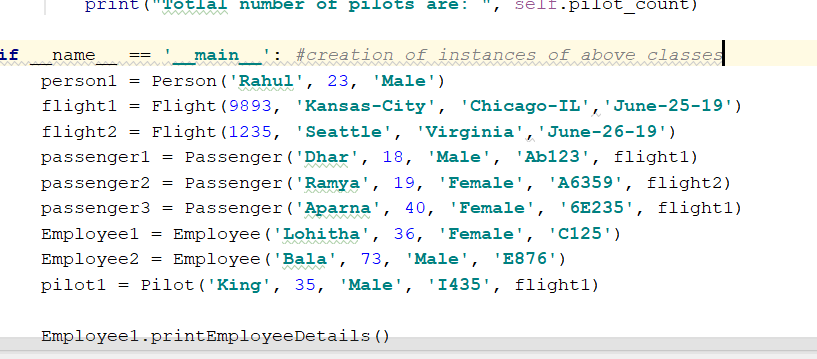 print("Totlal number of pilots are: ", self.pilot_count)
if __name__ == '__main__': #creation of instances of above classes
person1 = Person('Rahul', 23, 'Male')
flight1 = Flight(9893, 'Kansas-City', 'Chicago-IL','June-25-19')
flight2 = Flight(1235, 'Seattle', 'Virginia','June-26-19')
passenger1 = Passenger('Dhar', 18, 'Male', 'Ab123', flight1)
passenger2 = Passenger('Ramya', 19, 'Female', 'A6359', flight2)
passenger3 = Passenger('Aparna', 40, 'Female', '6E235', flight1)
Employee1 = Employee('Lohitha', 36, 'Female', 'C125')
Employee2 = Employee('Bala', 73, 'Male', 'E876')
pilot1 = Pilot('King', 35, 'Male', 'I435', flight1)
Employee1.printEmployeeDetails()